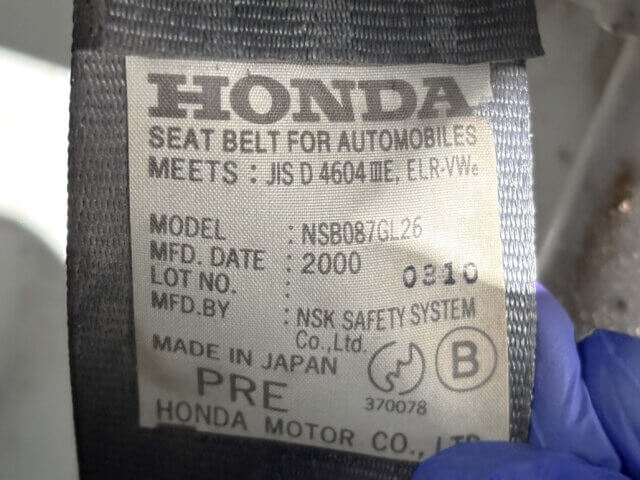 HONDA
SEAT BELT FOR AUTOMOBILES
MEETS : JIS D 4604 ⅢE, ELR-VWe
MODEL : NSB087GL26
MFD. DATE : 2000 0310
LOT NO. :
MFD.BY : NSK SAFETY SYSTEM
Co., Ltd.
MADE IN JAPAN
B
PRE
370078
HONDA MOTOR CO., LTD